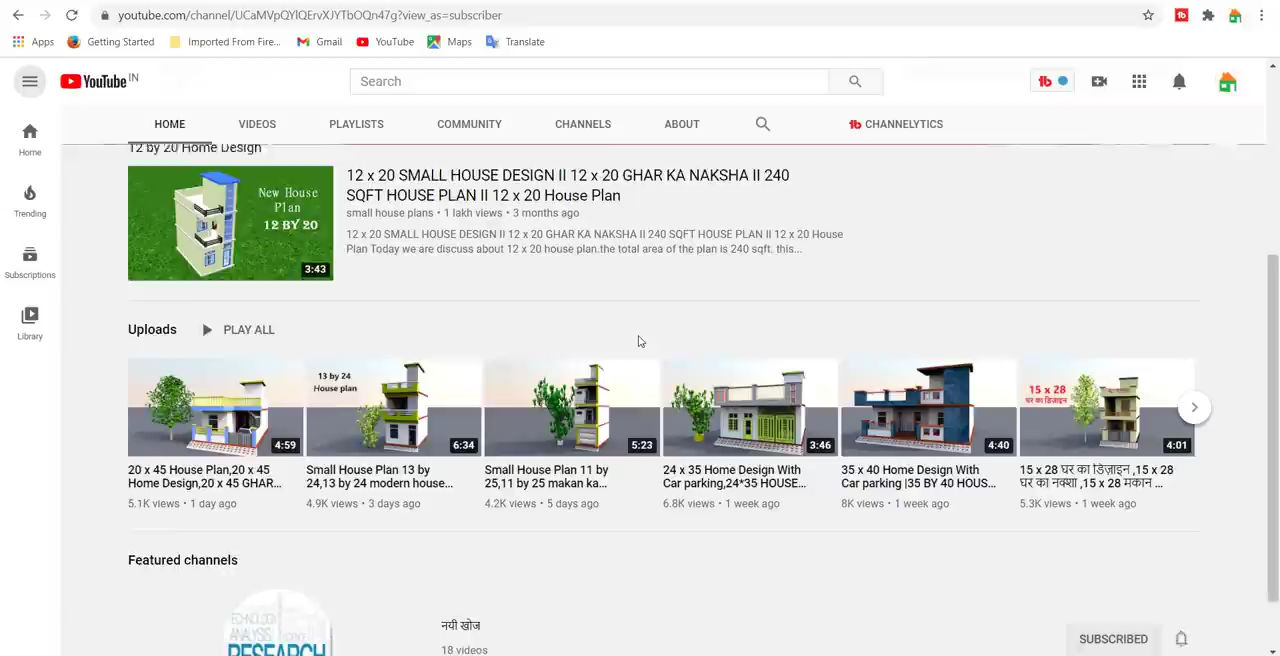 youtube.com/channel/UCaMVpQYlQErvXJYTbOQn47g?view_as=subscriber
Apps Getting Started Imported From Fire... Gmail YouTube Maps Translate
YouTube IN
Search
HOME VIDEOS PLAYLISTS COMMUNITY CHANNELS ABOUT CHANNELYTICS
Home
Trending
Subscriptions
Library
12 by 20 Home Design
New House
Plan
12 BY 20
3:43
12 x 20 SMALL HOUSE DESIGN II 12 x 20 GHAR KA NAKSHA II 240
SQFT HOUSE PLAN II 12 x 20 House Plan
small house plans • 1 lakh views • 3 months ago
12 x 20 SMALL HOUSE DESIGN II 12 x 20 GHAR KA NAKSHA II 240 SQFT HOUSE PLAN II 12 x 20 House
Plan Today we are discuss about 12 x 20 house plan.the total area of the plan is 240 sqft. this...
Uploads PLAY ALL
4:59
20 x 45 House Plan,20 x 45
Home Design,20 x 45 GHAR...
5.1K views • 1 day ago
13 by 24
House plan
6:34
Small House Plan 13 by
24,13 by 24 modern house...
4.9K views • 3 days ago
5:23
Small House Plan 11 by
25,11 by 25 makan ka...
4.2K views • 5 days ago
3:46
24 x 35 Home Design With
Car parking,24*35 HOUSE...
6.8K views • 1 week ago
4:40
35 x 40 Home Design With
Car parking |35 BY 40 HOUS...
8K views • 1 week ago
15 x 28
घर का डिज़ाइन
4:01
15 x 28 घर का डिज़ाइन ,15 x 28
घर का नक्शा ,15 x 28 मकान ...
5.3K views • 1 week ago
Featured channels
TECHNOLOGY
ANALYSIS
RESEARCH
नयी खोज
18 videos
SUBSCRIBED